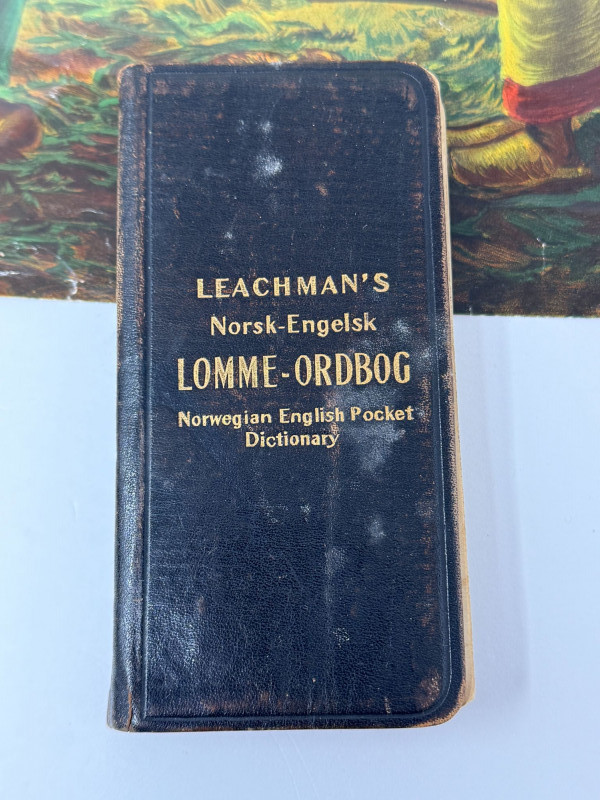 LEACHMAN'S
Norsk-Engelsk
LOMME-ORDBOG
Norwegian English Pocket
Dictionary